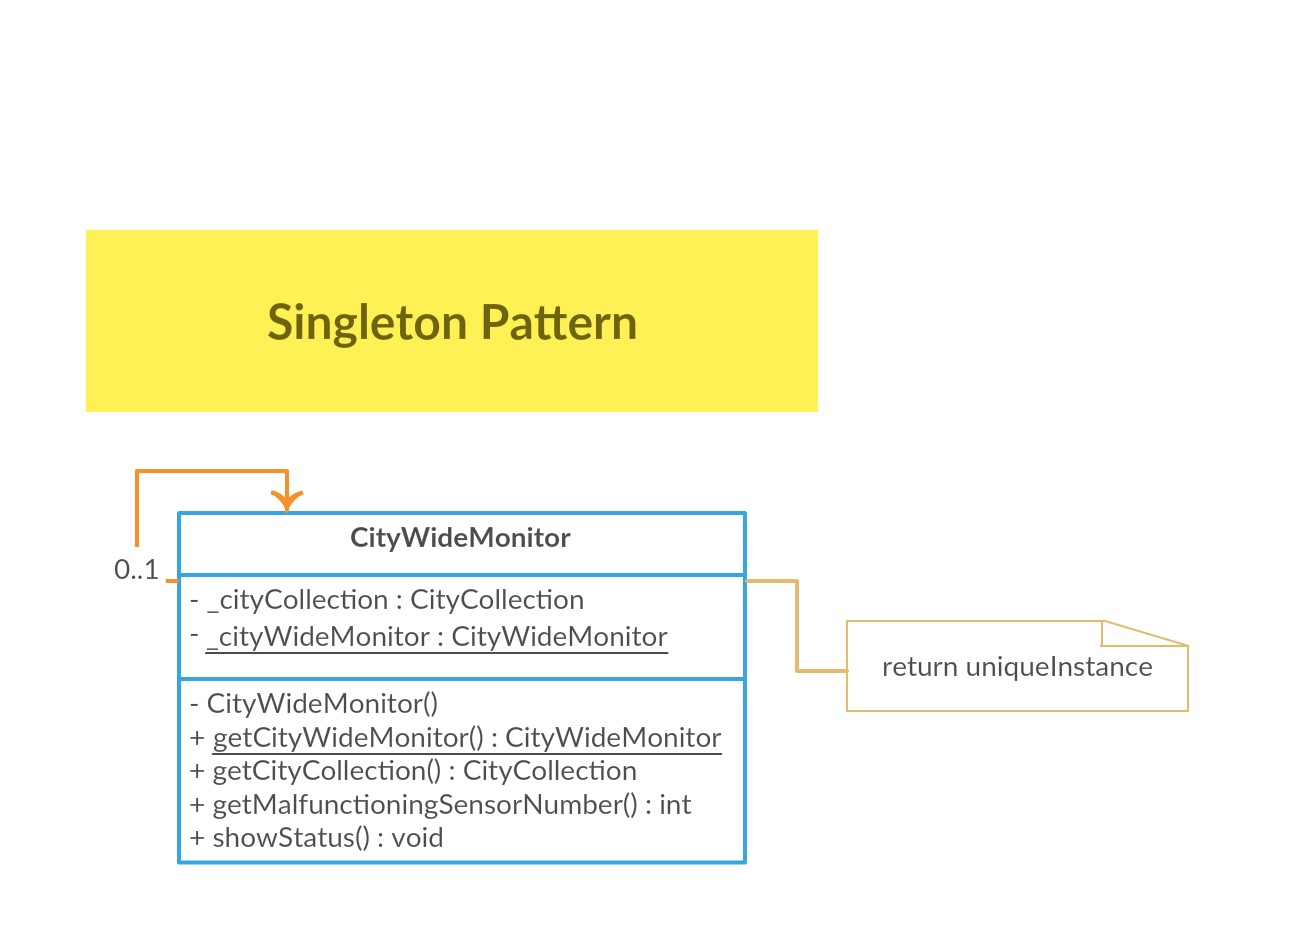 Singleton Pattern
0..1
CityWideMonitor
- _cityCollection : CityCollection
- _cityWideMonitor : CityWideMonitor
- CityWideMonitor()
+ getCityWideMonitor() : CityWideMonitor
+ getCityCollection() : CityCollection
+ getMalfunctioningSensorNumber() : int
+ showStatus() : void
return uniqueInstance